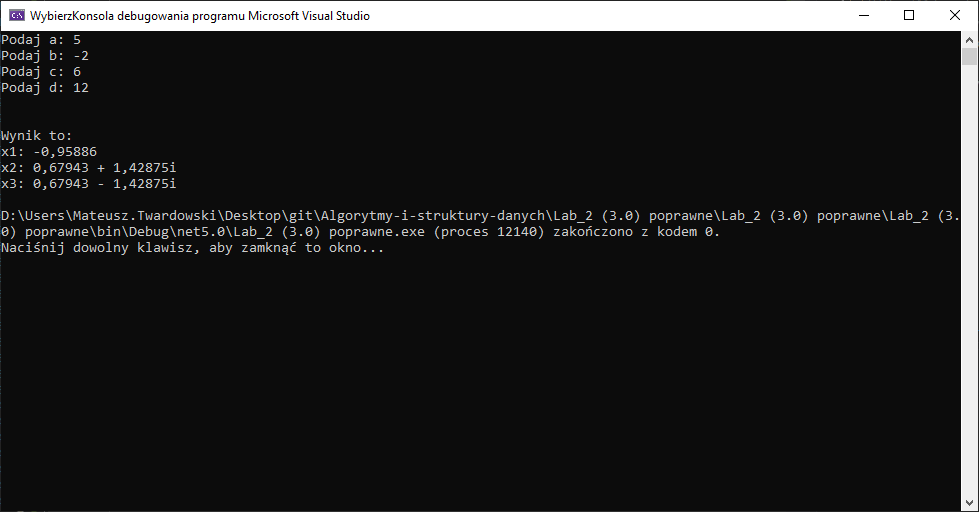 WybierzKonsola debugowania programu Microsoft Visual Studio
Podaj a: 5
Podaj b: -2
Podaj c: 6
Podaj d: 12
Wynik to:
x1: -0,95886
x2: 0,67943 + 1,42875i
x3: 0,67943 - 1,42875i
D:\Users\Mateusz.Twardowski\Desktop\git\Algorytmy-i-struktury-danych\Lab_2 (3.0) poprawne\Lab_2 (3.0) poprawne\Lab_2 (3.
0) poprawne\bin\Debug\net5.0\Lab_2 (3.0) poprawne.exe (proces 12140) zakończono z kodem 0.
Naciśnij dowolny klawisz, aby zamknąć to okno...